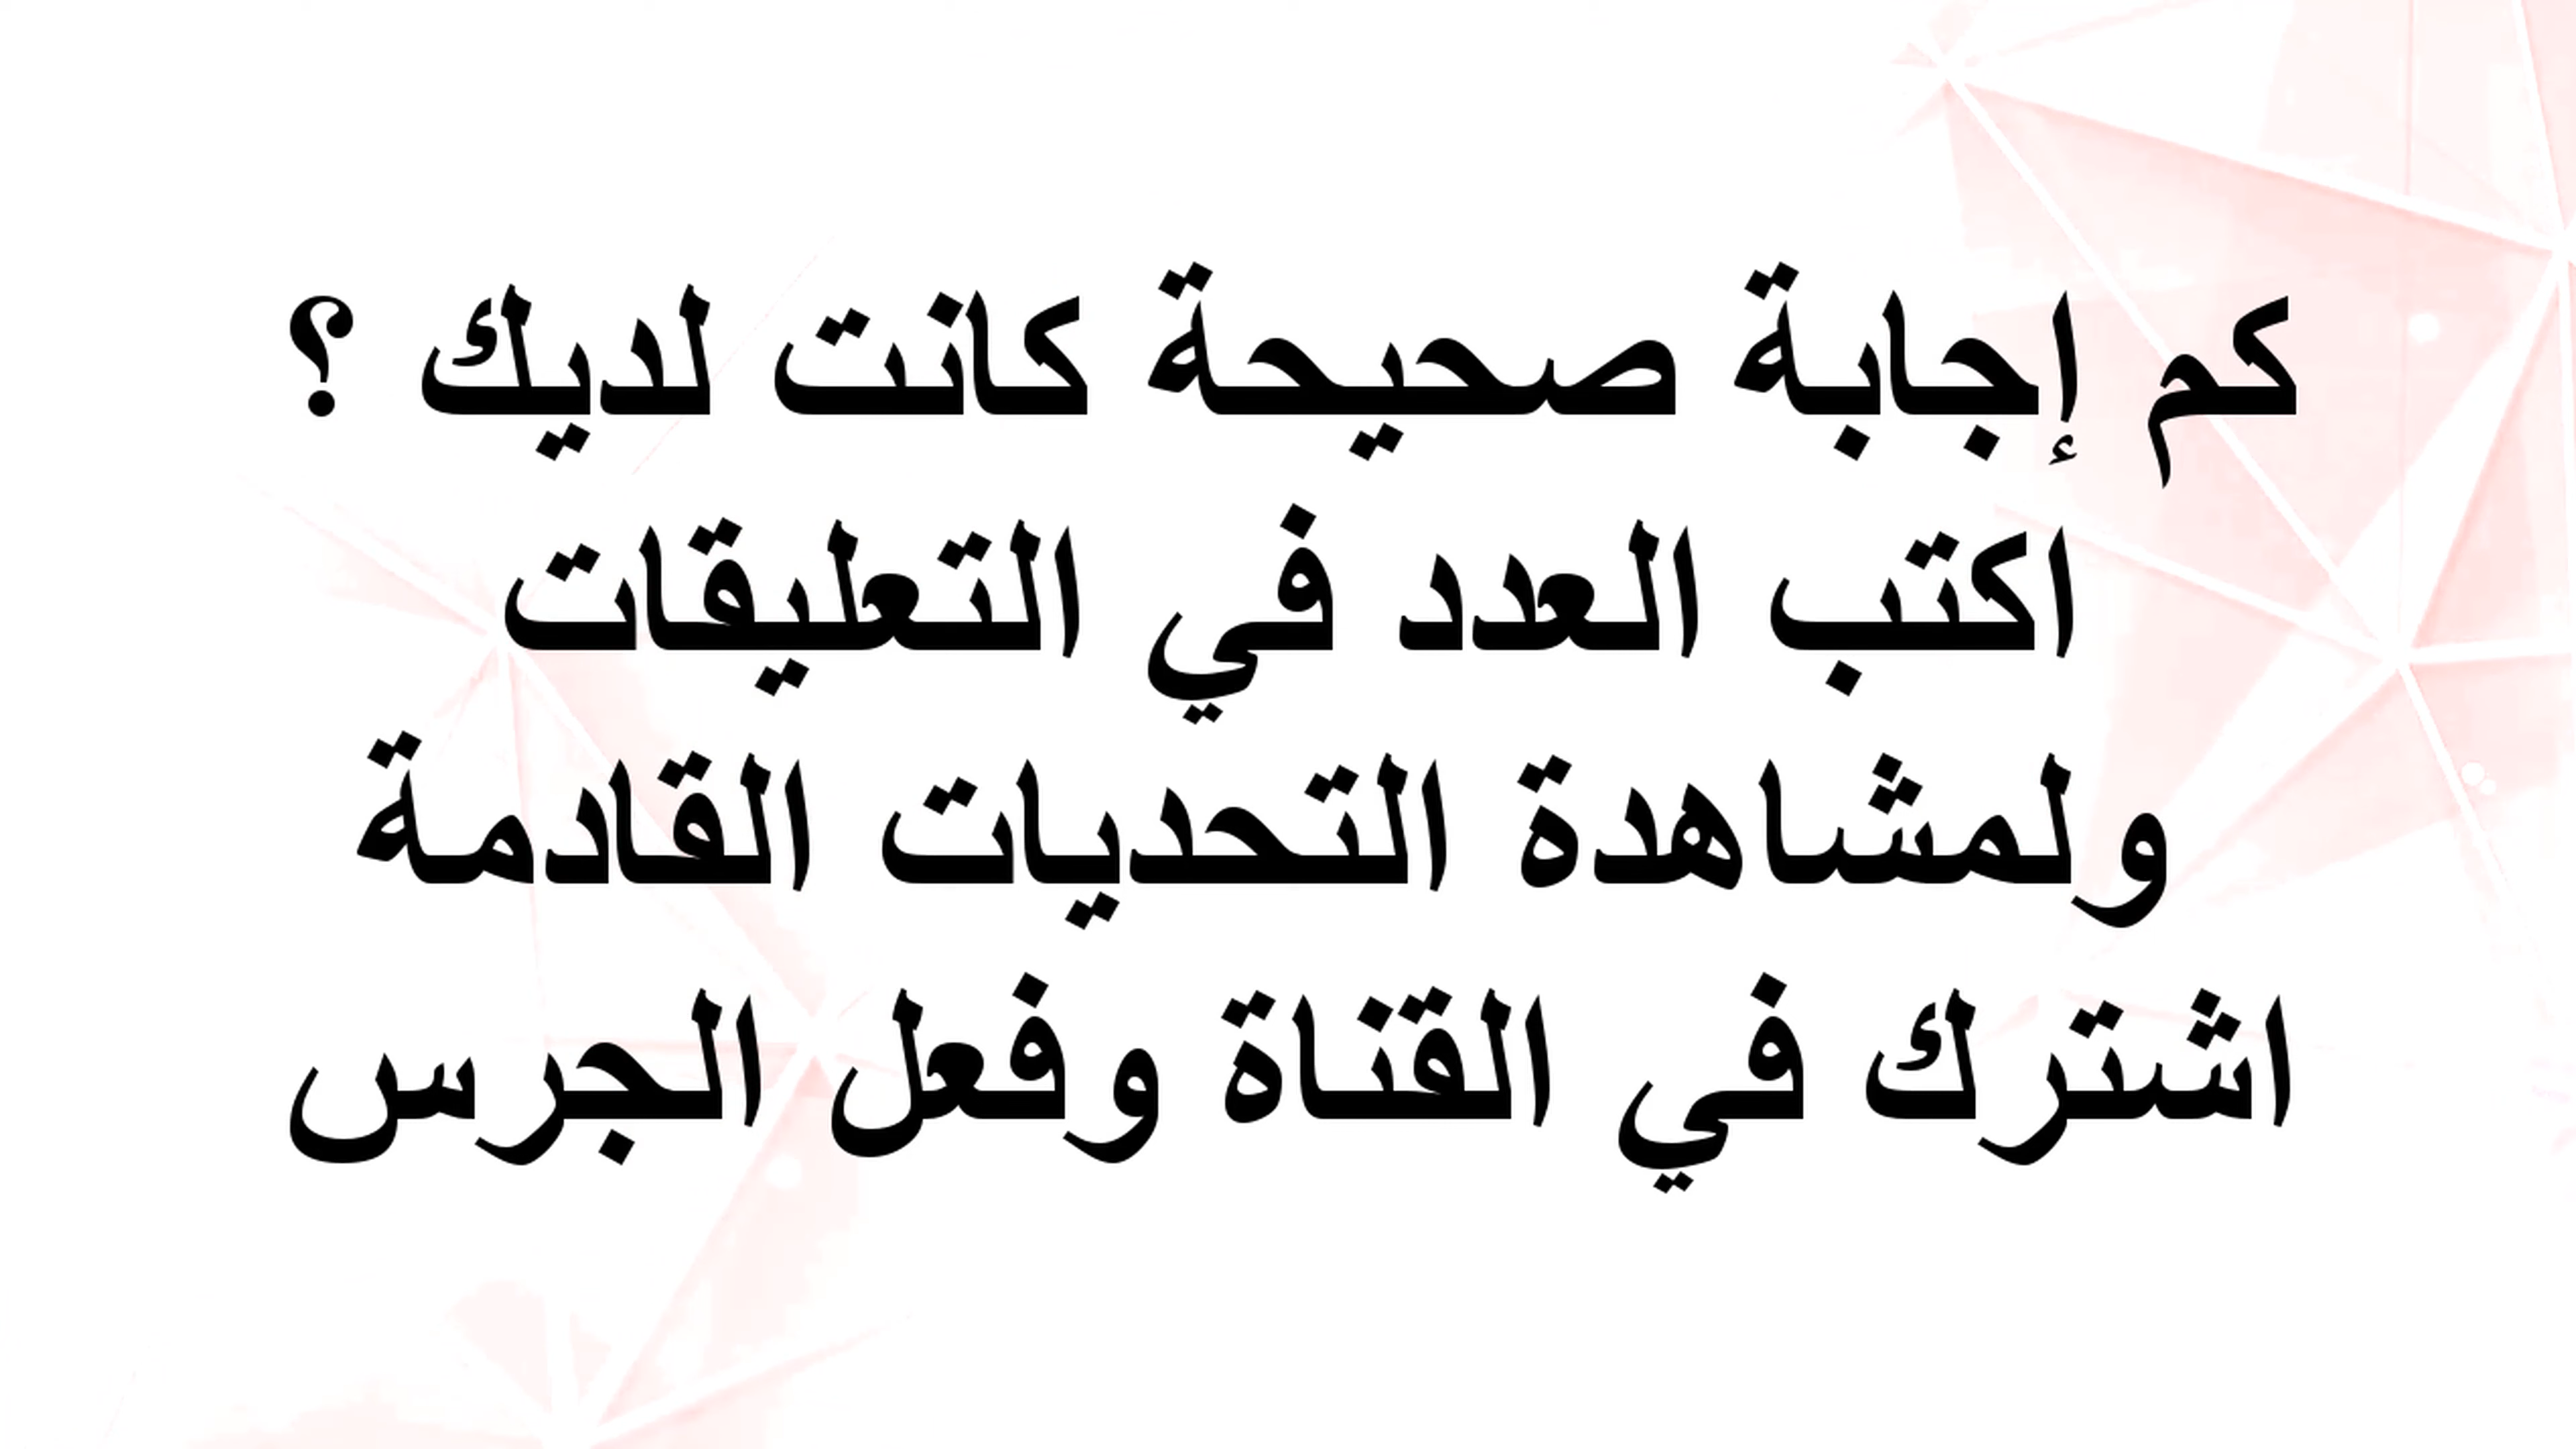 كم إجابة صحيحة كانت لديك ؟
اكتب العدد في التعليقات
ولمشاهدة التحديات القادمة
اشترك في القناة وفعل الجرس